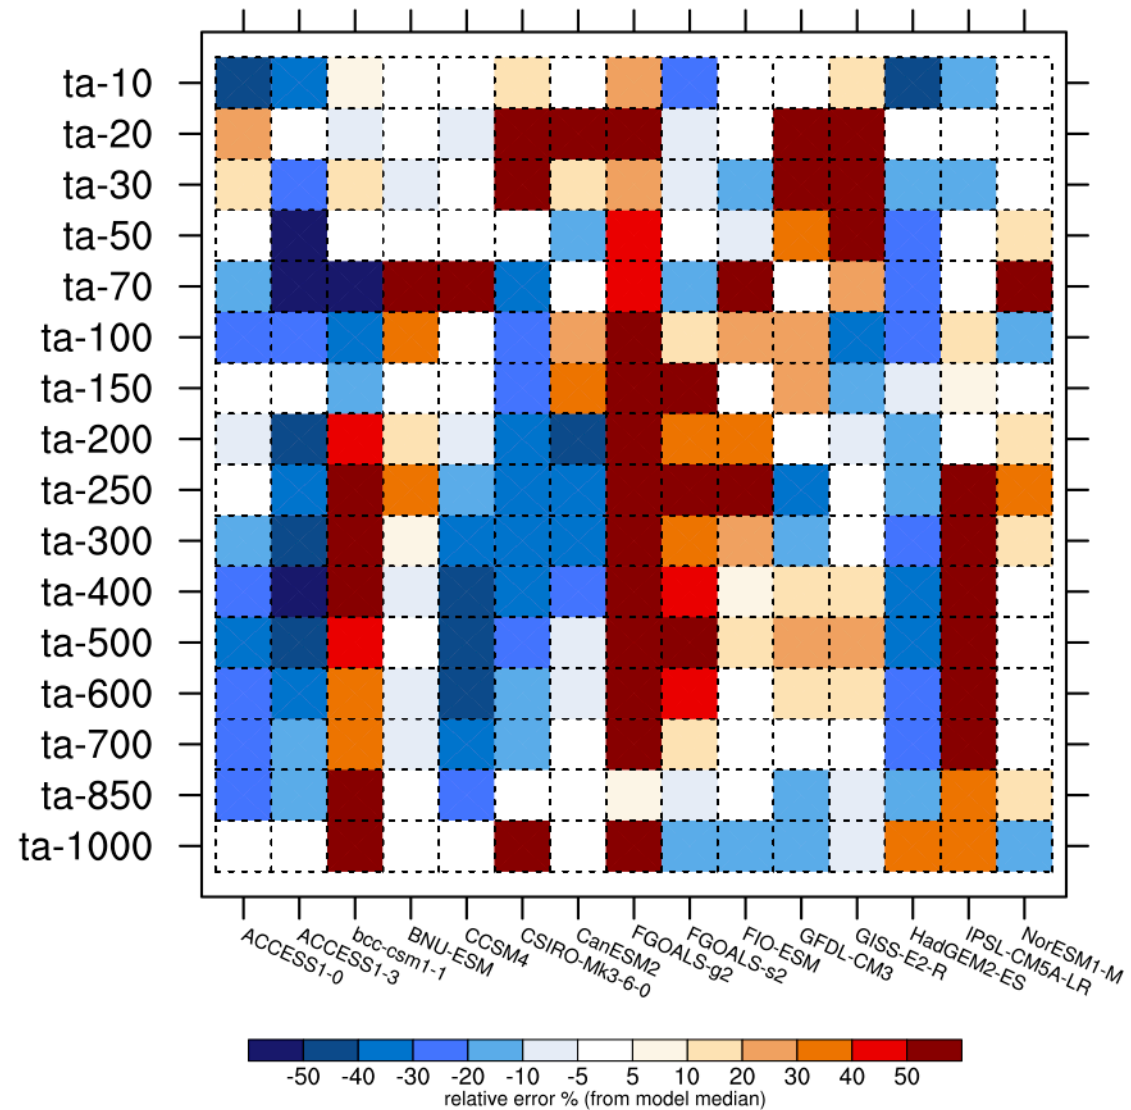 ta-10
ta-20
ta-30
ta-50
ta-70
ta-100
ta-150
ta-200
ta-250
ta-300
ta-400
ta-500
ta-600
ta-700
ta-850
ta-1000
ACCESS1-0
ACCESS1-3
bcc-csm1-1
BNU-ESM
CCSM4
CSIRO-Mk3-6-0
CanESM2
FGOALS-g2
FGOALS-s2
FIO-ESM
GFDL-CM3
GISS-E2-R
HadGEM2-ES
IPSL-CM5A-LR
NorESM1-M
-50 -40 -30 -20 -10 -5 5 10 20 30 40 50
relative error % (from model median)